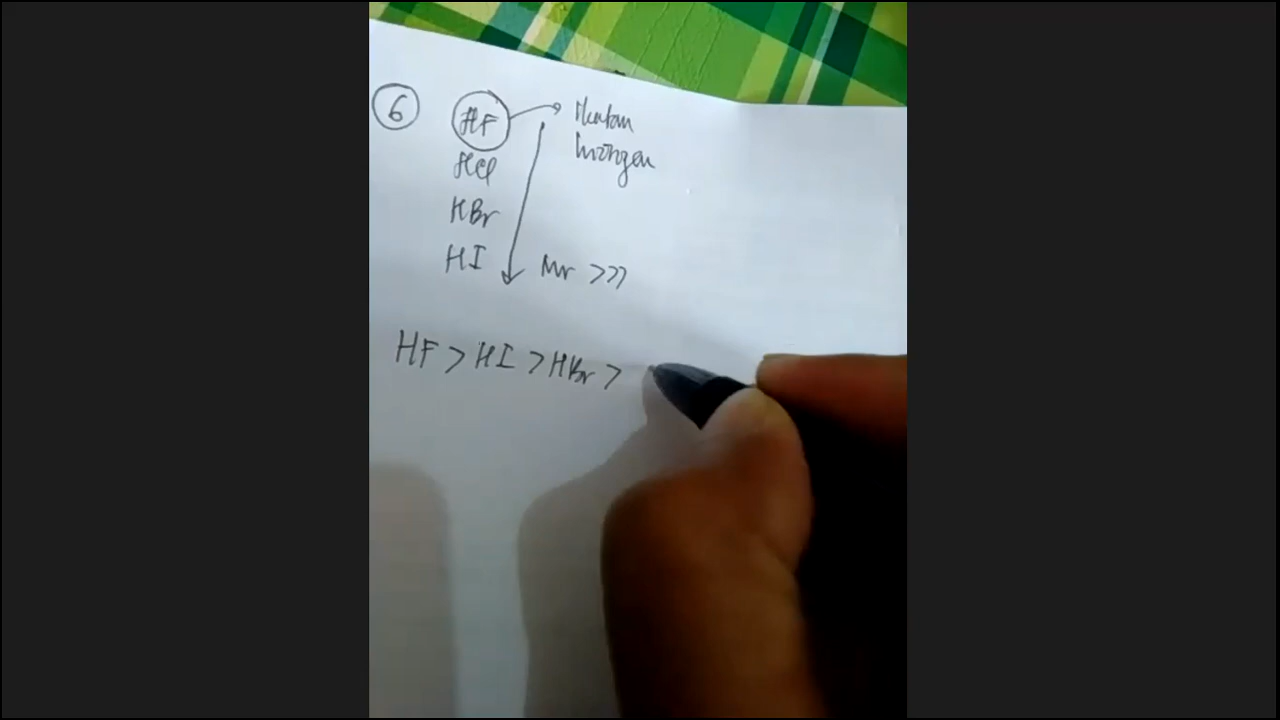 6
HF
Ikatan
hidrogen
HCl
HBr
HI
Mr >>>
HF > HI > HBr >